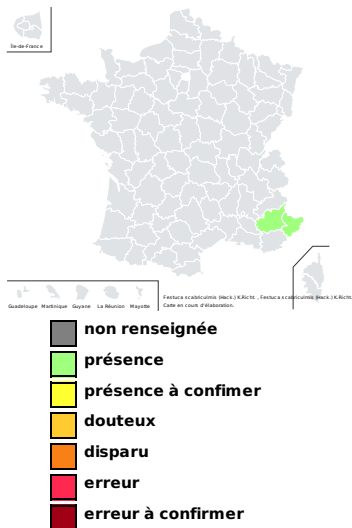 Île-de-France
Guadeloupe Martinique Guyane La Réunion Mayotte
Festuca scabriculmis (Hack.) K.Richt. , Festuca scabriculmis (Hack.) K.Richt.
Carte en cours d'élaboration.
non renseignée
présence
présence à confimer
douteux
disparu
erreur
erreur à confirmer